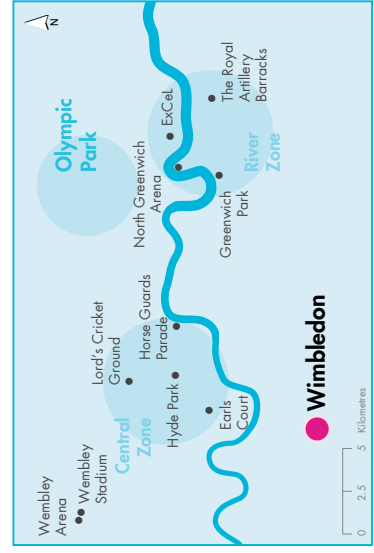 N
Wembley
Arena
Wembley
Stadium
Central
Zone
Lord's Cricket
Ground
Horse Guards
Parade
Hyde Park
Earls
Court
Olympic
Park
North Greenwich
Arena
ExCeL
The Royal
Artillery
Barracks
Greenwich
Park
River
Zone
Wimbledon
0
2.5
5
Kilometres